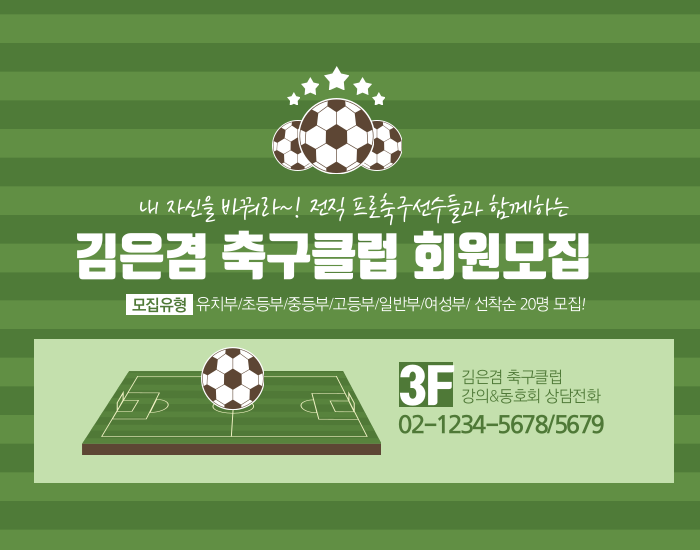 내 자신을 바꿔라~! 전직 프로축구선수들과 함께하는
김은겸 축구클럽 회원모집
모집유형 유치부/초등부/중등부/고등부/일반부/여성부/ 선착순 20명 모집!
3F 김은겸 축구클럽
강의&동호회 상담전화
02-1234-5678/5679